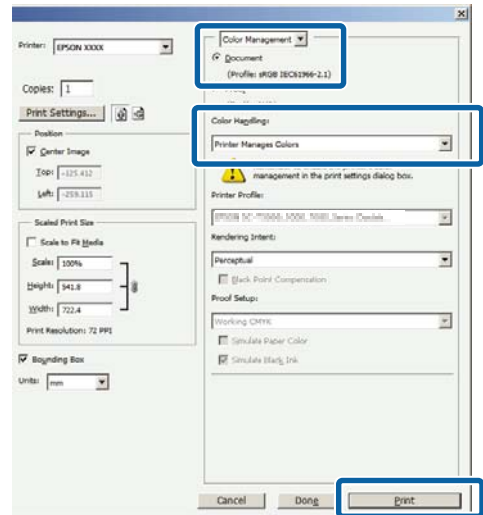 Printer: EPSON XXXX
Copies: 1
Print Settings...
Position
Center Image
Top: -125.412
Left: -259.115
Scaled Print Size
Scale to Fit Media
Scale: 100%
Height: 541.8
Width: 722.4
Print Resolution: 72 PPI
Bounding Box
Units: mm
Color Management
Document
(Profile: sRGB IEC61966-2.1)
Color Handling:
Printer Manages Colors
management in the print settings dialog box.
Printer Profile:
Rendering Intent:
Perceptual
Black Point Compensation
Proof Setup:
Working CMYK
Simulate Paper Color
Simulate Black Ink
Cancel
Done
Print